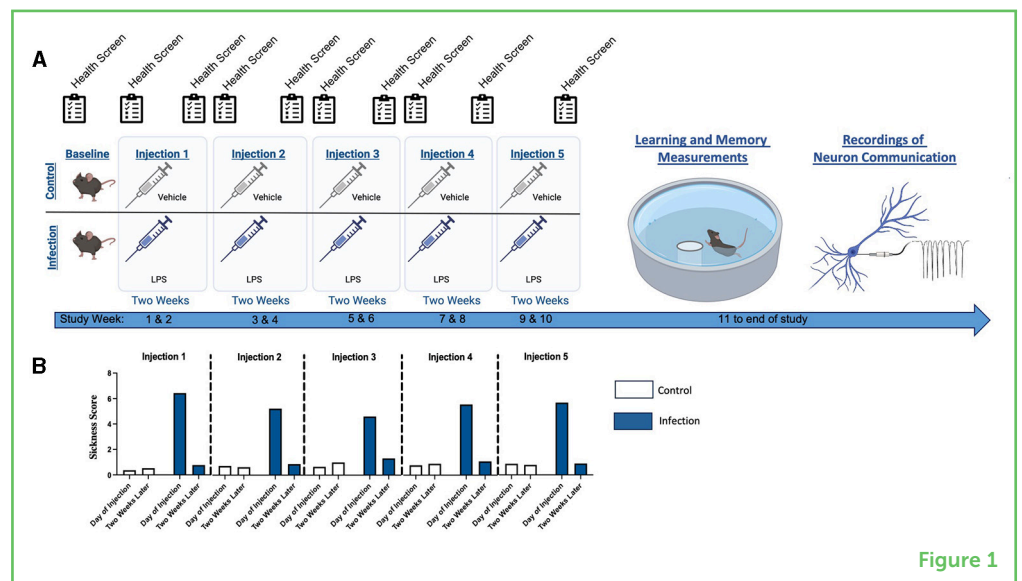 A
Health Screen
Health Screen
Health Screen
Health Screen
Health Screen
Health Screen
Health Screen
Health Screen
Health Screen
Health Screen
Control
Infection
Baseline
Injection 1
Injection 2
Injection 3
Injection 4
Injection 5
Vehicle
Vehicle
Vehicle
Vehicle
Vehicle
LPS
LPS
LPS
LPS
LPS
Two Weeks
Two Weeks
Two Weeks
Two Weeks
Two Weeks
Learning and Memory
Measurements
Recordings of
Neuron Communication
Study Week:
1 & 2
3 & 4
5 & 6
7 & 8
9 & 10
11 to end of study
B
Injection 1
Injection 2
Injection 3
Injection 4
Injection 5
Sickness Score
8
6
4
2
0
Day of Injection
Two Weeks Later
Day of Injection
Two Weeks Later
Day of Injection
Two Weeks Later
Day of Injection
Two Weeks Later
Day of Injection
Two Weeks Later
Day of Injection
Two Weeks Later
Day of Injection
Two Weeks Later
Day of Injection
Two Weeks Later
Day of Injection
Two Weeks Later
Day of Injection
Two Weeks Later
Control
Infection
Figure 1